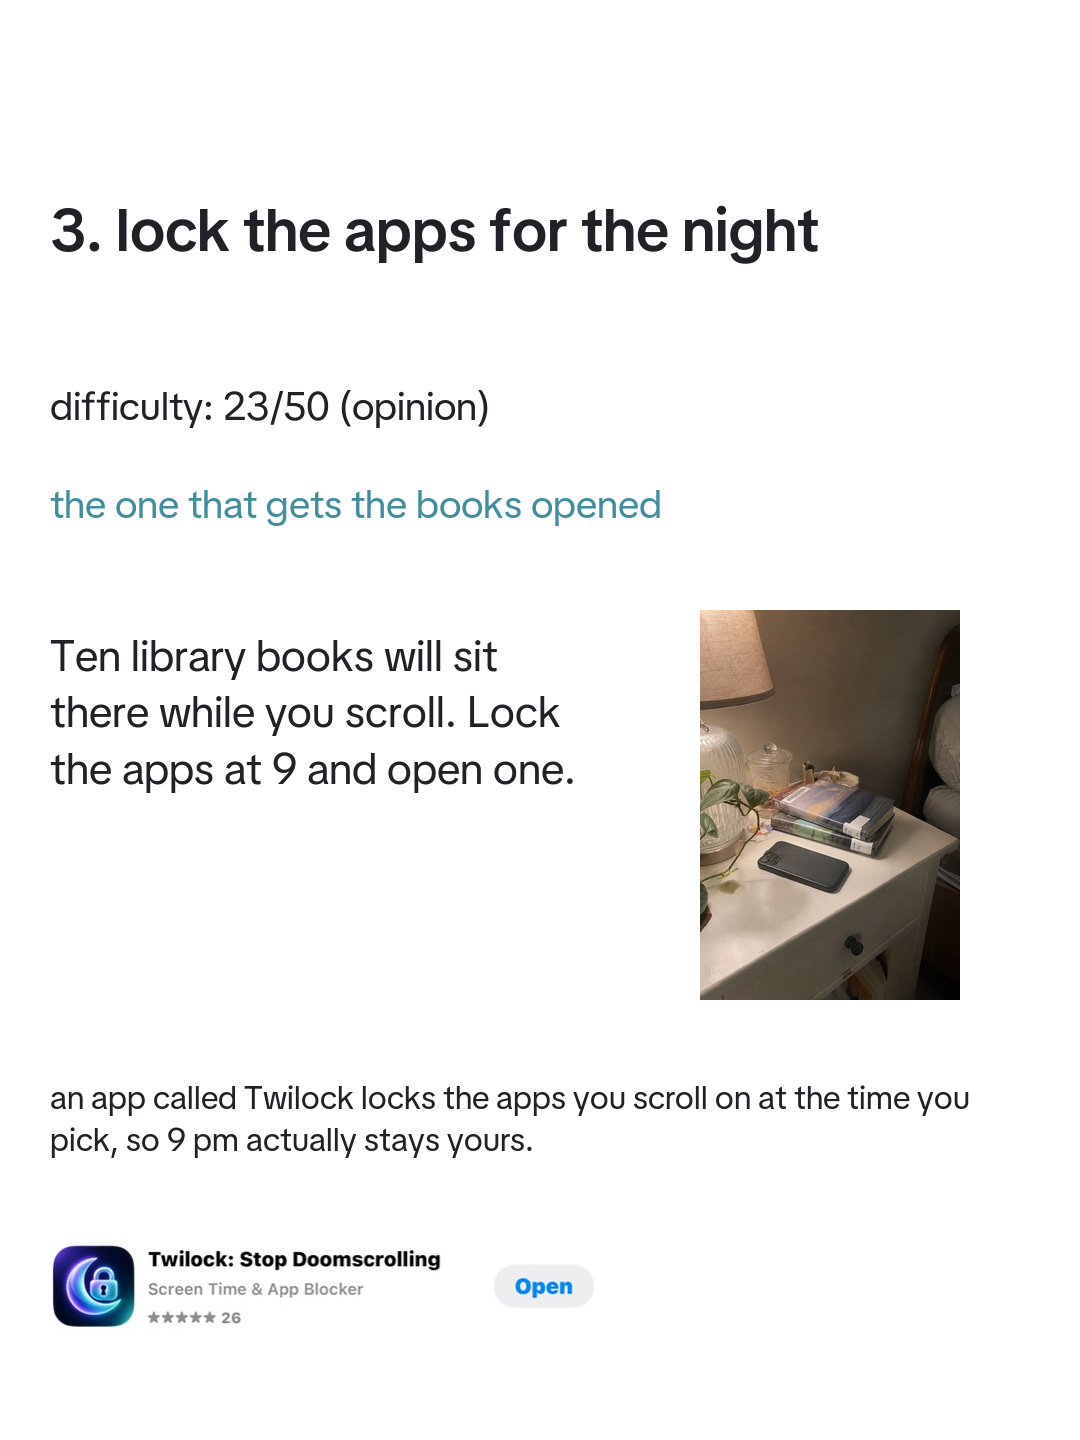 3. lock the apps for the night
difficulty: 23/50 (opinion)
the one that gets the books opened
Ten library books will sit
there while you scroll. Lock
the apps at 9 and open one.
an app called Twilock locks the apps you scroll on at the time you
pick, so 9 pm actually stays yours.
Twilock: Stop Doomscrolling
Screen Time & App Blocker
★★★★★ 26
Open